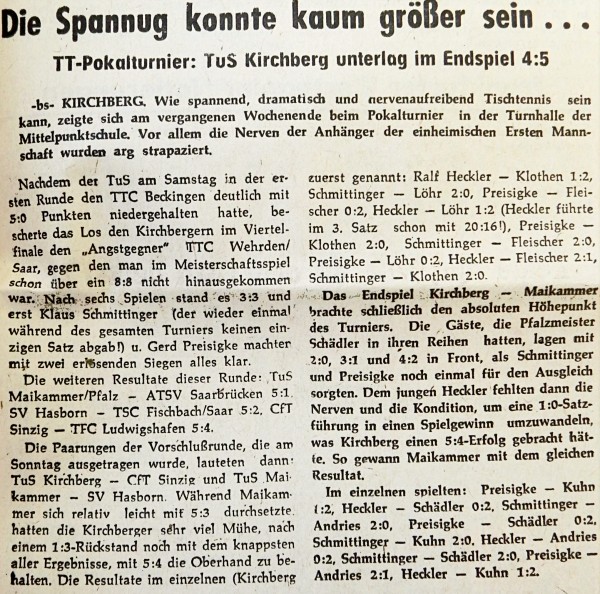 Die Spannug konnte kaum größer sein . . .
TT-Pokalturnier: TuS Kirchberg unterlag im Endspiel 4:5
-bs- KIRCHBERG. Wie spannend, dramatisch und nervenaufreibend Tischtennis sein
kann, zeigte sich am vergangenen Wochenende beim Pokalturnier in der Turnhalle der
Mittelpunktschule. Vor allem die Nerven der Anhänger der einheimischen Ersten Mann-
schaft wurden arg strapaziert.
Nachdem der TuS am Samstag in der er-
sten Runde den TTC Beckingen deutlich mit
5:0 Punkten niedergehalten hatte, be-
scherte das Los den Kirchbergern im Viertel-
finale den „Angstgegner" TTC Wehrden/
Saar, gegen den man im Meisterschaftsspiel
schon über ein 8:8 nicht hinausgekommen
war. Nach sechs Spielen stand es 3:3 und
erst Klaus Schmittinger (der wieder einmal
während des gesamten Turniers keinen ein-
zigen Satz abgab!) u. Gerd Preisigke machter
mit zwei erlösenden Siegen alles klar.
Die weiteren Resultate dieser Runde: TuS
Maikammer/Pfalz — ATSV Saarbrücken 5:1,
SV Hasborn — TSC Fischbach/Saar 5:2, CfT
Sinzig — TFC Ludwigshafen 5:4.
Die Paarungen der Vorschlußrunde, die am
Sonntag ausgetragen wurde, lauteten dann:
TuS Kirchberg — CfT Sinzig und TuS Mai
kammer — SV Hasborn. Während Maikam-
mer sich relativ leicht mit 5:3 durchsetzte,
hatten die Kirchberger sehr viel Mühe, nach
einem 1:3-Rückstand noch mit dem knappsten
aller Ergebnisse, mit 5:4 die Oberhand zu be-
halten. Die Resultate im einzelnen (Kirchberg
zuerst genannt: Ralf Heckler — Klothen 1:2,
Schmittinger — Löhr 2:0, Preisigke — Flei-
scher 0:2, Heckler — Löhr 1:2 (Heckler führte
im 3. Satz schon mit 20:16!), Preisigke —
Klothen 2:0, Schmittinger — Fleischer 2:0,
Preisigke — Löhr 0:2, Heckler — Fleischer 2:1,
Schmittinger — Klothen 2:0.
Das Endspiel Kirchberg — Maikammer
brachte schließlich den absoluten Höhepunkt
des Turniers. Die Gäste, die Pfalzmeister
Schädler in ihren Reihen hatten, lagen mit
2:0, 3:1 und 4:2 in Front, als Schmittinger
und Preisigke noch einmal für den Ausgleich
sorgten. Dem jungen Heckler fehlten dann die
Nerven und die Kondition, um eine 1:0-Satz-
führung in einen Spielgewinn umzuwandeln,
was Kirchberg einen 5:4-Erfolg gebracht hät-
te. So gewann Maikammer mit dem gleichen
Resultat.
Im einzelnen spielten: Preisigke — Kuhn
1:2, Heckler — Schädler 0:2, Schmittinger —
Andries 2:0, Preisigke — Schädler 0:2,
Schmittinger — Kuhn 2:0, Heckler — Andries
0:2, Schmittinger — Schädler 2:0, Preisigke —
Andries 2:1, Heckler — Kuhn 1:2.